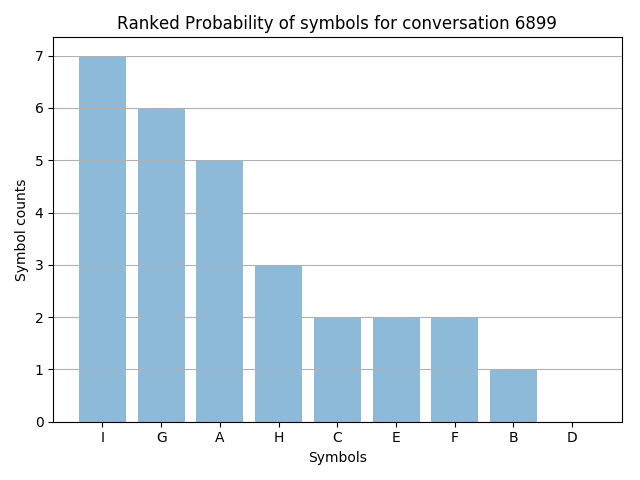 Ranked Probability of symbols for conversation 6899
Symbol counts
7
6
5
4
3
2
1
0
I G A H C E F B D
Symbols